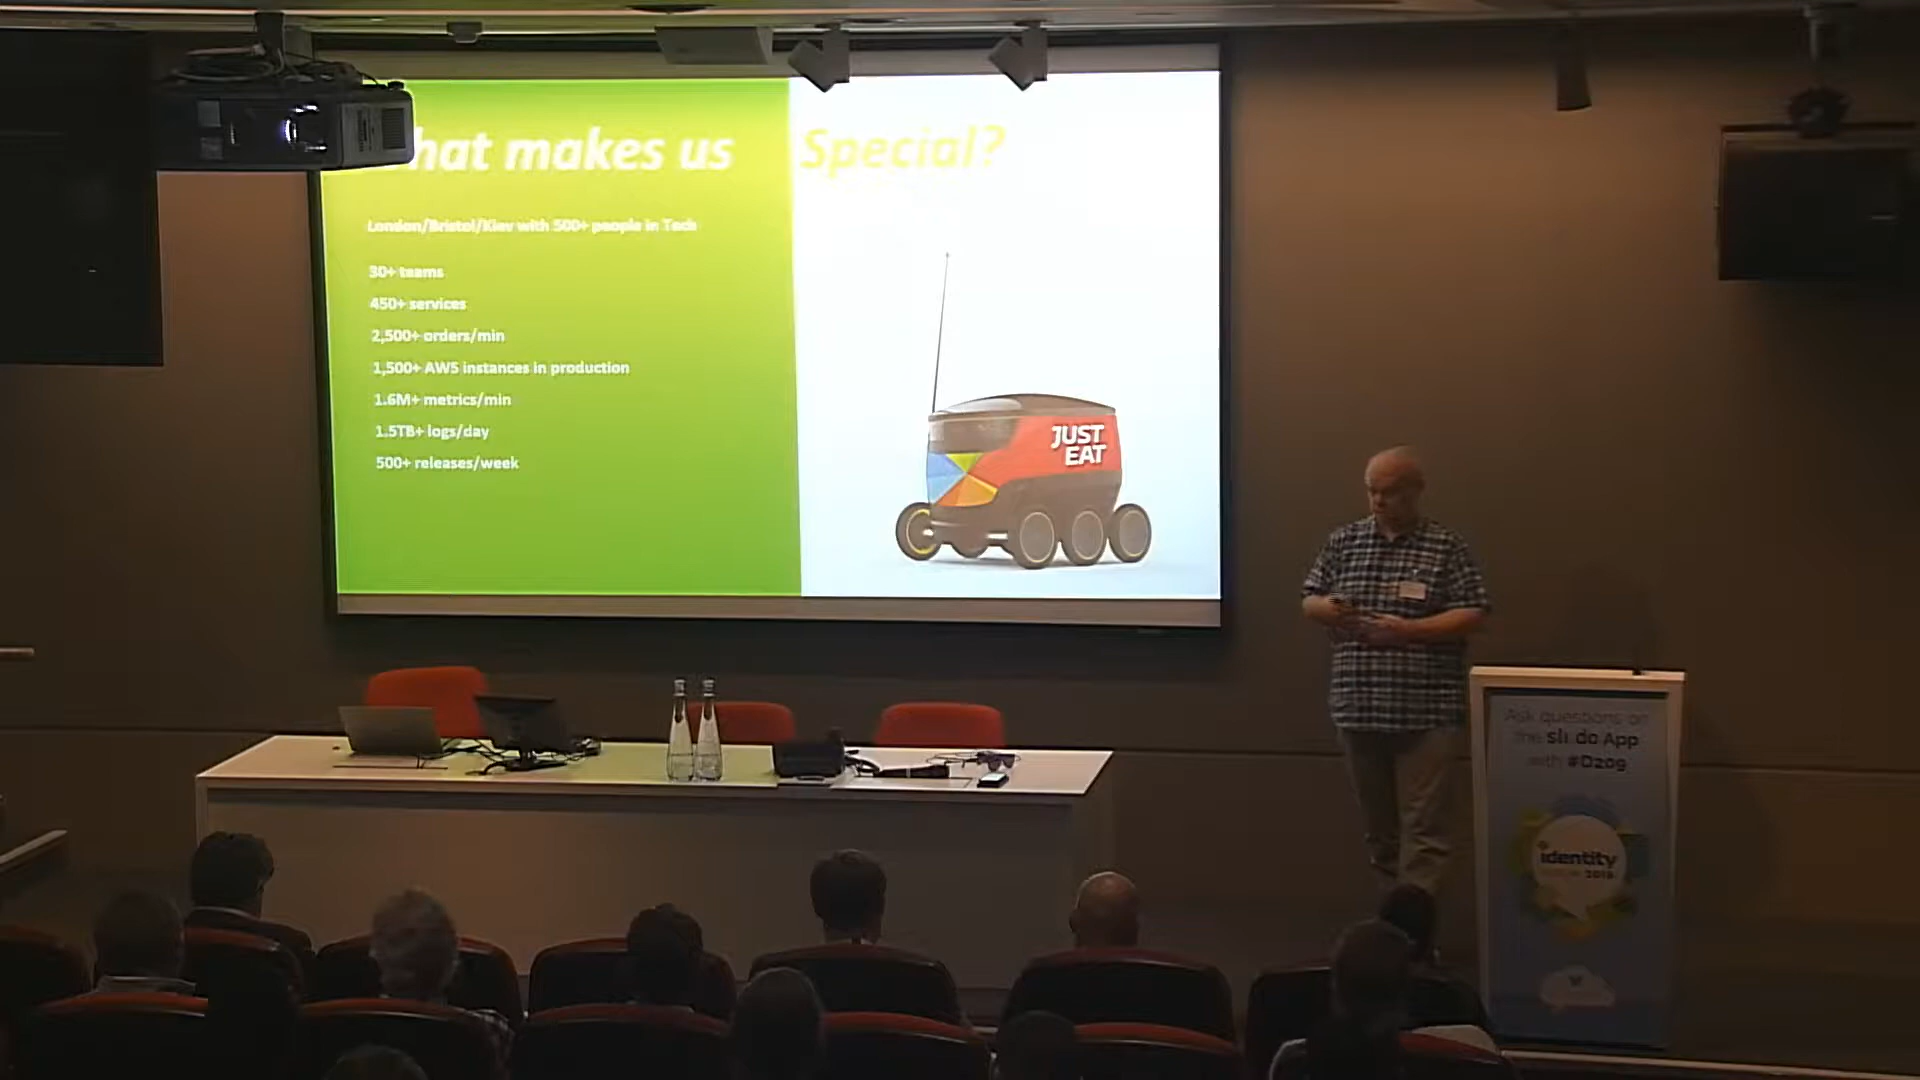 hat makes us Special?
London/Bristol/Kiev with 500+ people in Tech
30+ teams
450+ services
2,500+ orders/min
1,500+ AWS instances in production
1.6M+ metrics/min
1.5TB+ logs/day
500+ releases/week
JUST
EAT
Ask questions on
the sli do App
with #D209
identity
2018